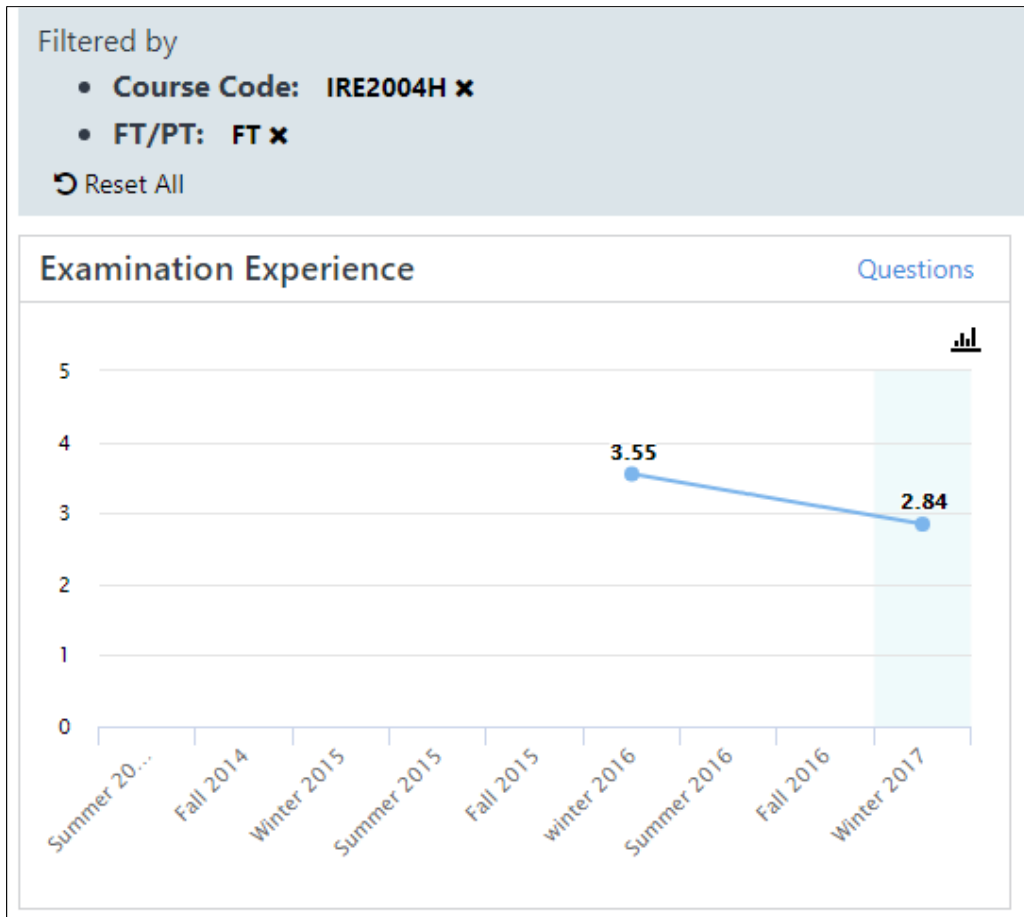 Filtered by
Course Code: IRE2004H ✖
FT/PT: FT ✖
Reset All
Examination Experience Questions
5
4
3
2
1
0
3.55
2.84
Summer 20...
Fall 2014
Winter 2015
Summer 2015
Fall 2015
winter 2016
Summer 2016
Fall 2016
Winter 2017